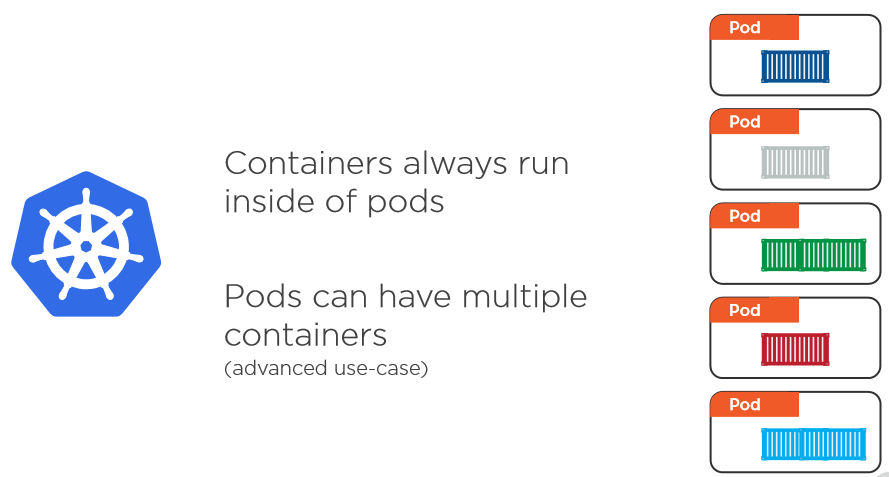 Containers always run
inside of pods
Pods can have multiple
containers
(advanced use-case)
Pod
Pod
Pod
Pod
Pod